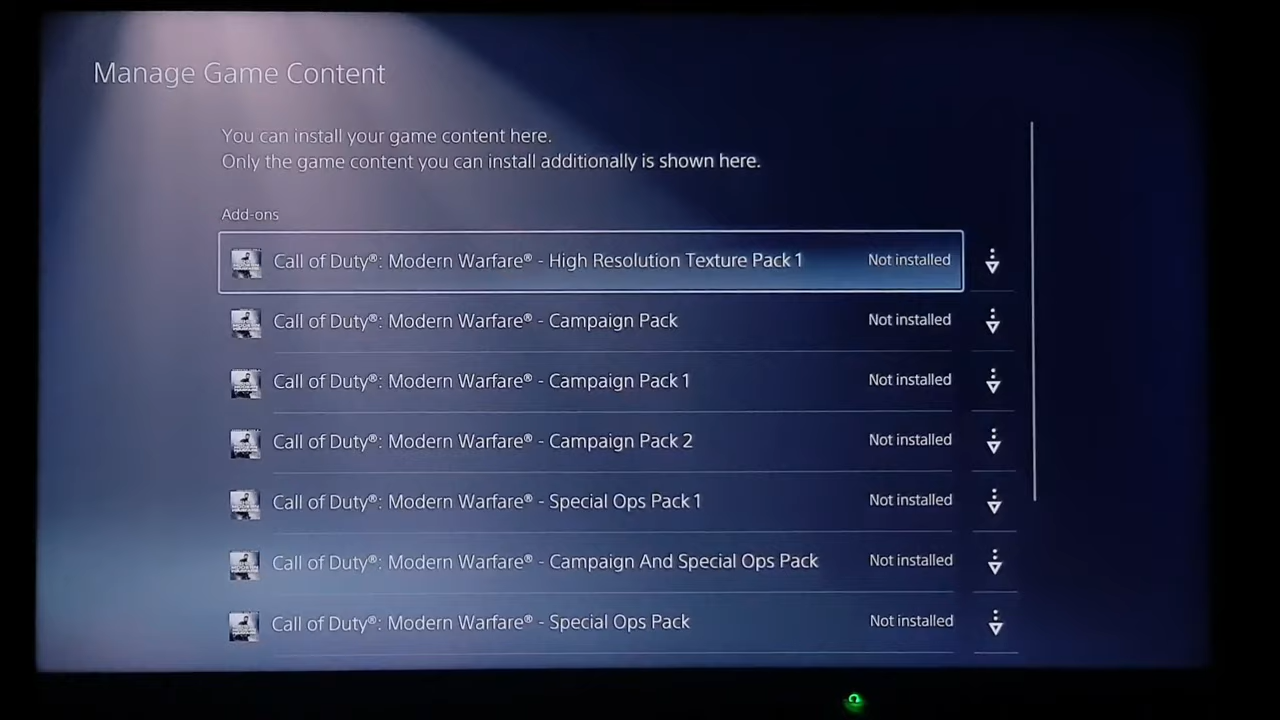 Manage Game Content
You can install your game content here.
Only the game content you can install additionally is shown here.
Add-ons
Call of Duty®: Modern Warfare® - High Resolution Texture Pack 1 Not installed
Call of Duty®: Modern Warfare® - Campaign Pack Not installed
Call of Duty®: Modern Warfare® - Campaign Pack 1 Not installed
Call of Duty®: Modern Warfare® - Campaign Pack 2 Not installed
Call of Duty®: Modern Warfare® - Special Ops Pack 1 Not installed
Call of Duty®: Modern Warfare® - Campaign And Special Ops Pack Not installed
Call of Duty®: Modern Warfare® - Special Ops Pack Not installed